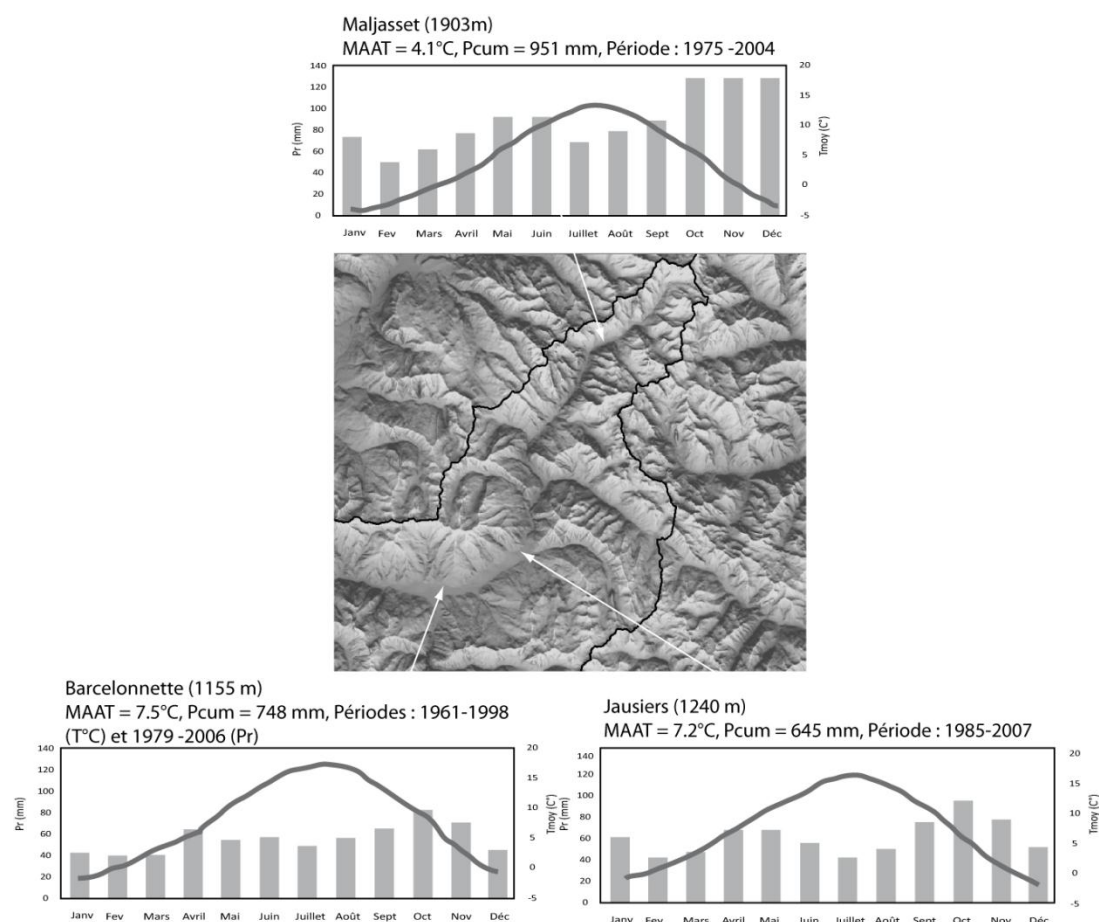 Maljasset (1903m)
MAAT = 4.1°C, Pcum = 951 mm, Période : 1975 -2004
140
120
100
80
60
40
20
0
Pr (mm)
20
15
10
5
0
-5
Tmoy (C°)
Janv Fev Mars Avril Mai Juin Juillet Août Sept Oct Nov Déc
Barcelonnette (1155 m)
MAAT = 7.5°C, Pcum = 748 mm, Périodes : 1961-1998
(T°C) et 1979 -2006 (Pr)
140
120
100
80
60
40
20
0
Pr (mm)
20
15
10
5
0
-5
Tmoy (C°)
Janv Fev Mars Avril Mai Juin Juillet Août Sept Oct Nov Déc
Jausiers (1240 m)
MAAT = 7.2°C, Pcum = 645 mm, Période : 1985-2007
140
120
100
80
60
40
20
0
Pr (mm)
20
15
10
5
0
-5
Tmoy (C°)
Janv Fev Mars Avril Mai Juin Juillet Août Sept Oct Nov Déc